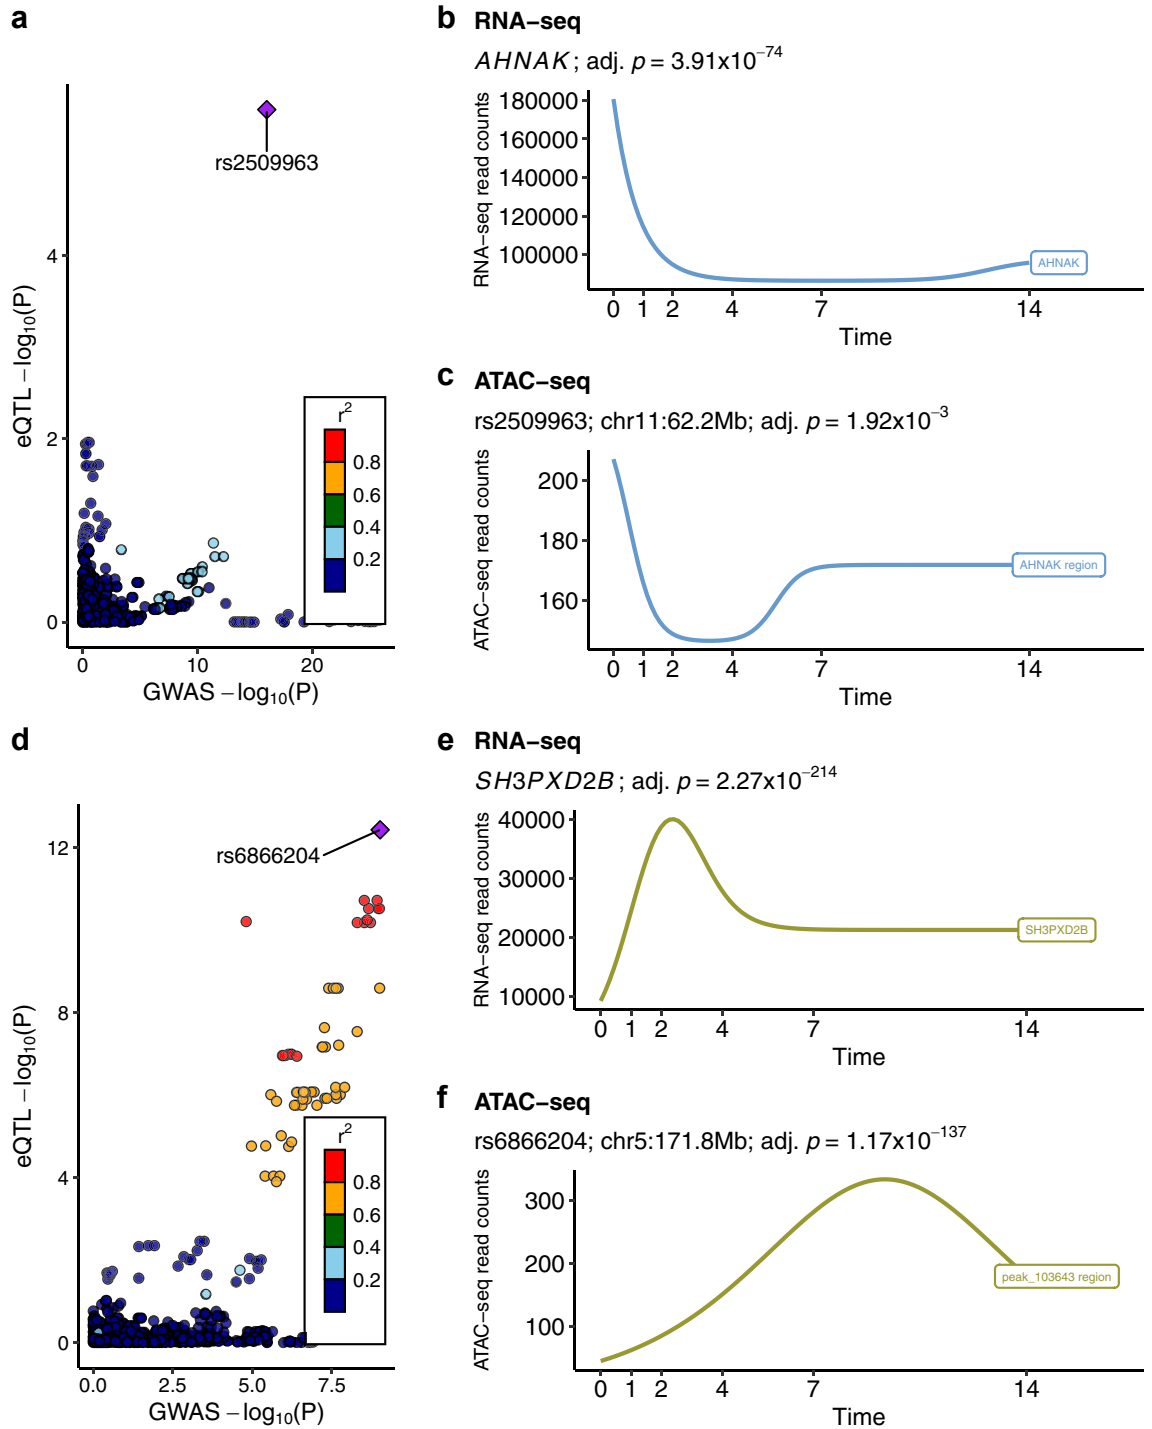 a
rs2509963
4
2
0
eQTL −log10(P)
r2
0.8
0.6
0.4
0.2
0 10 20
GWAS −log10(P)
b RNA−seq
AHNAK; adj. p = 3.91x10−74
180000
160000
140000
120000
100000
RNA−seq read counts
AHNAK
0 1 2 4 7 14
Time
c ATAC−seq
rs2509963; chr11:62.2Mb; adj. p = 1.92x10−3
200
180
160
ATAC−seq read counts
AHNAK region
0 1 2 4 7 14
Time
d
rs6866204
12
8
4
0
eQTL −log10(P)
r2
0.8
0.6
0.4
0.2
0.0 2.5 5.0 7.5
GWAS −log10(P)
e RNA−seq
SH3PXD2B; adj. p = 2.27x10−214
40000
30000
20000
10000
RNA−seq read counts
SH3PXD2B
0 1 2 4 7 14
Time
f ATAC−seq
rs6866204; chr5:171.8Mb; adj. p = 1.17x10−137
300
200
100
ATAC−seq read counts
peak_103643 region
0 1 2 4 7 14
Time